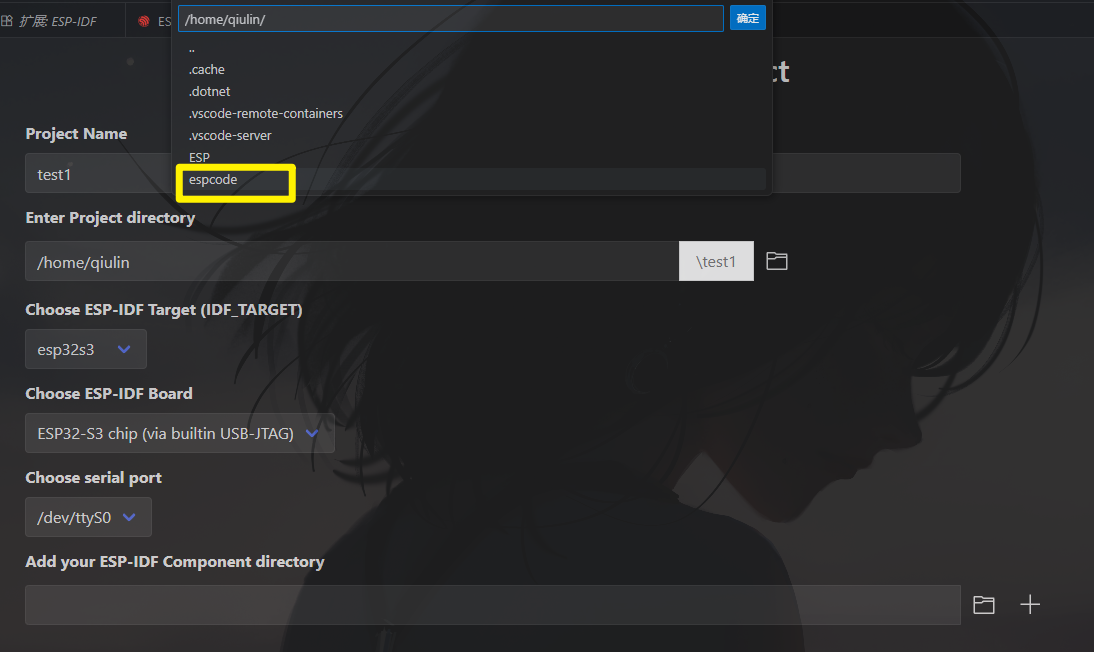 扩展: ESP-IDF
ES
/home/qiulin/
确定
..
.cache
.dotnet
.vscode-remote-containers
.vscode-server
ESP
espcode
ct
Project Name
test1
Enter Project directory
/home/qiulin
\test1
Choose ESP-IDF Target (IDF_TARGET)
esp32s3
Choose ESP-IDF Board
ESP32-S3 chip (via builtin USB-JTAG)
Choose serial port
/dev/ttyS0
Add your ESP-IDF Component directory